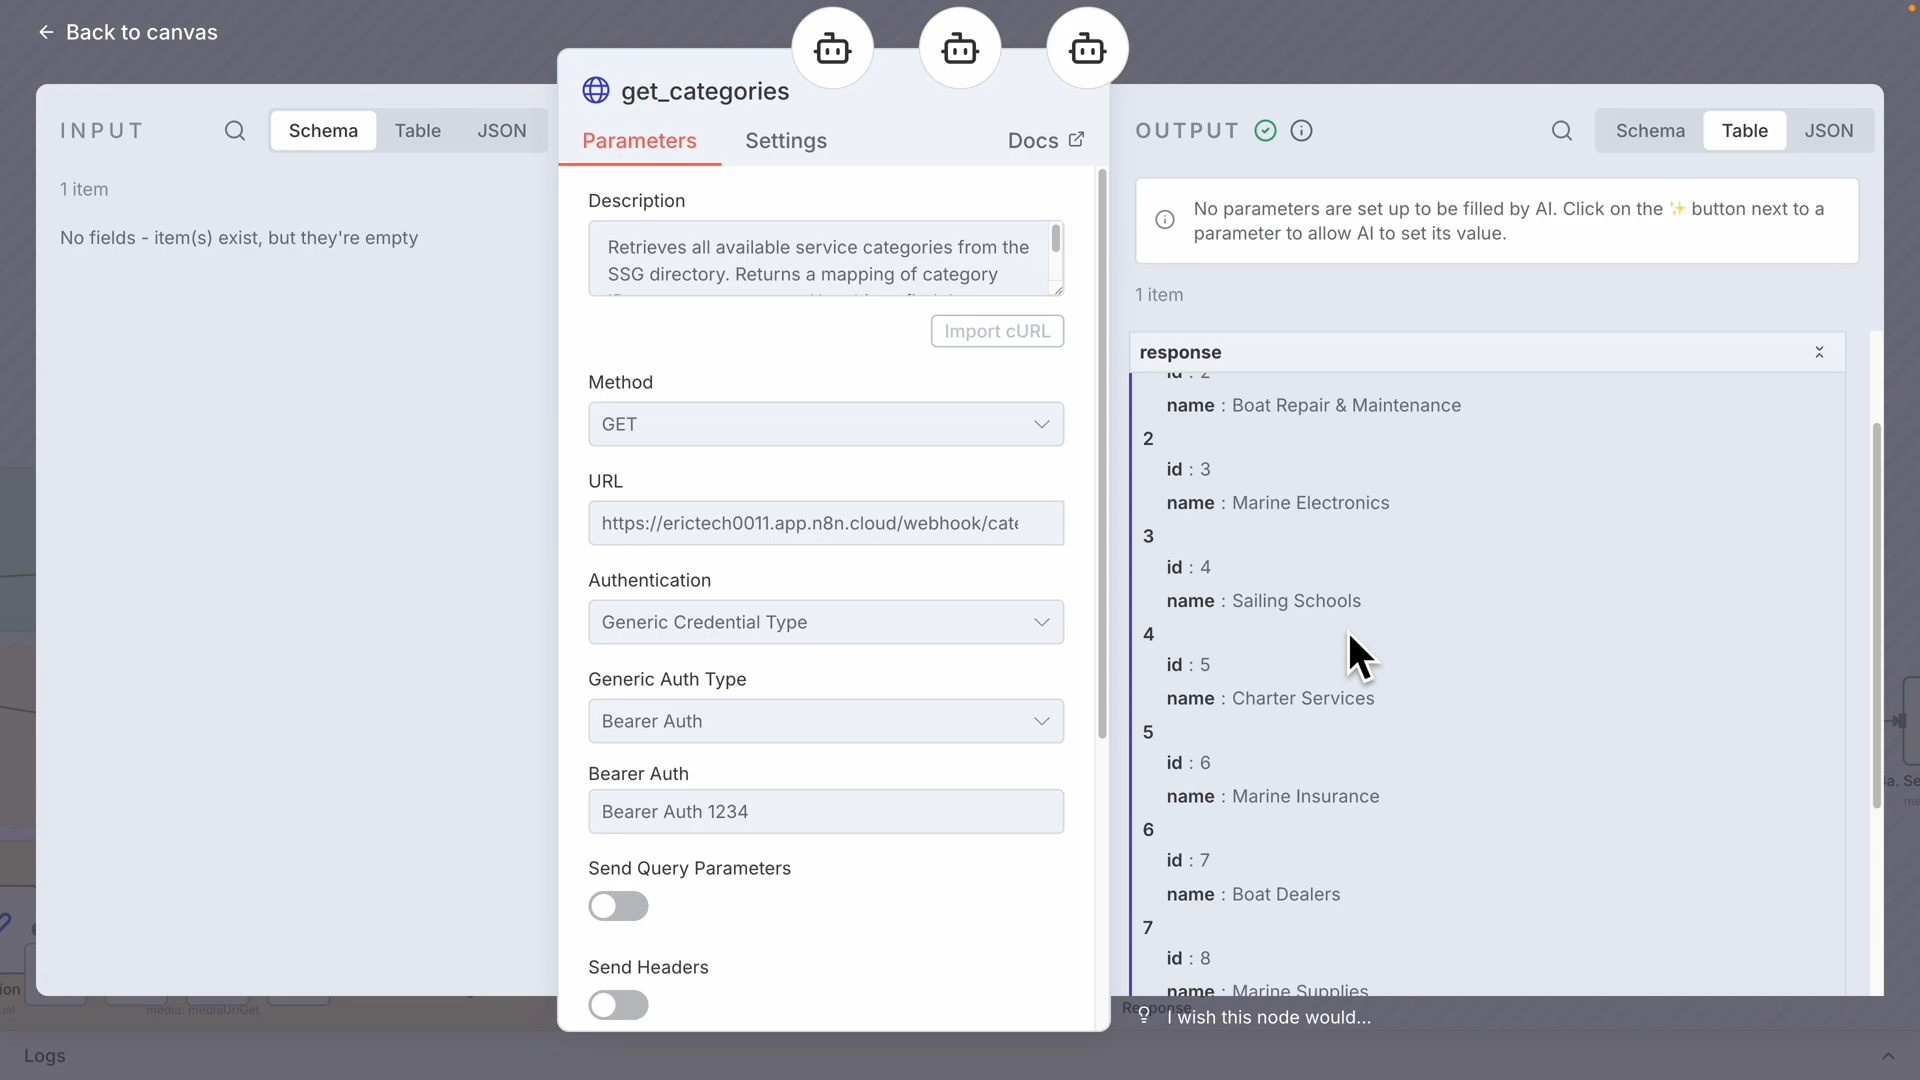 Back to canvas
INPUT
Schema
Table
JSON
1 item
No fields - item(s) exist, but they're empty
get_categories
Parameters
Settings
Docs
Description
Retrieves all available service categories from the
SSG directory. Returns a mapping of category
Import cURL
Method
GET
URL
https://erictech0011.app.n8n.cloud/webhook/cate
Authentication
Generic Credential Type
Generic Auth Type
Bearer Auth
Bearer Auth
Bearer Auth 1234
Send Query Parameters
Send Headers
OUTPUT
Schema
Table
JSON
No parameters are set up to be filled by AI. Click on the ✨ button next to a
parameter to allow AI to set its value.
1 item
response
id : 2
name : Boat Repair & Maintenance
2
id : 3
name : Marine Electronics
3
id : 4
name : Sailing Schools
4
id : 5
name : Charter Services
5
id : 6
name : Marine Insurance
6
id : 7
name : Boat Dealers
7
id : 8
name : Marine Supplies
Response
I wish this node would...
media: mediaUrlGet
Logs